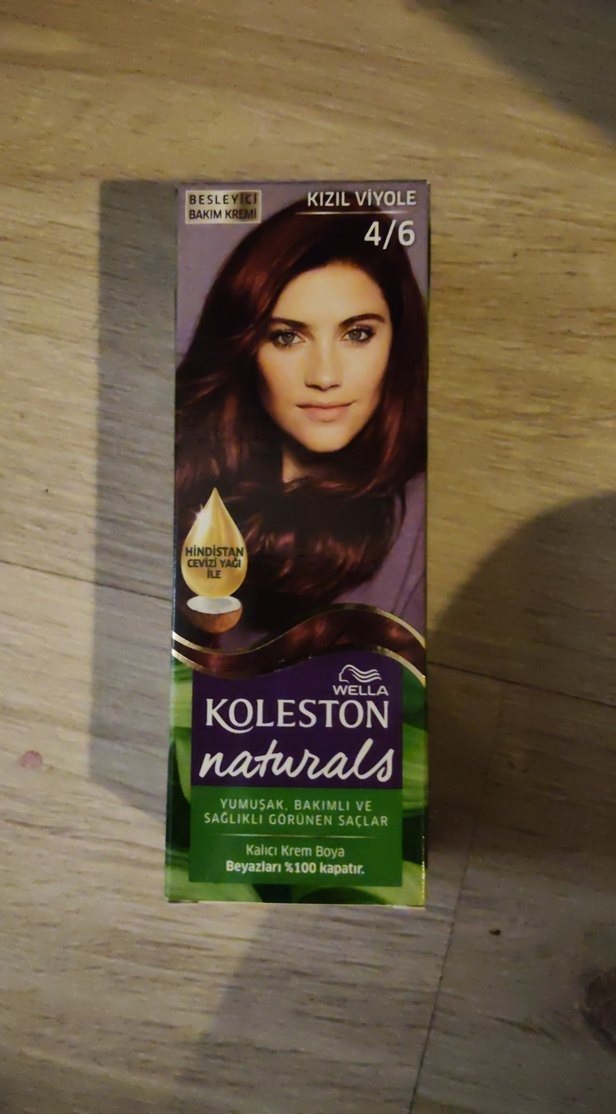 BESLEYİCİ
BAKIM KREMİ
KIZIL VİYOLE
4/6
HİNDİSTAN
CEVİZİ YAĞI
İLE
WELLA
KOLESTON
naturals
YUMUŞAK, BAKIMLI VE
SAĞLIKLI GÖRÜNEN SAÇLAR
Kalıcı Krem Boya
Beyazları %100 kapatır.